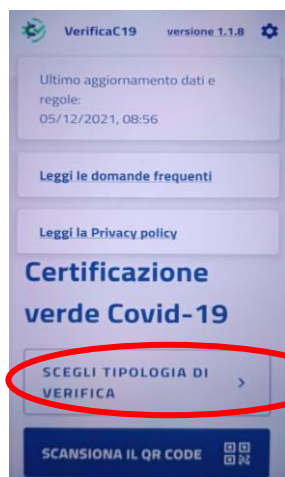 VerificaC19 versione 1.1.8
Ultimo aggiornamento dati e
regole:
05/12/2021, 08:56
Leggi le domande frequenti
Leggi la Privacy policy
Certificazione
verde Covid-19
SCEGLI TIPOLOGIA DI
VERIFICA
SCANSIONA IL QR CODE